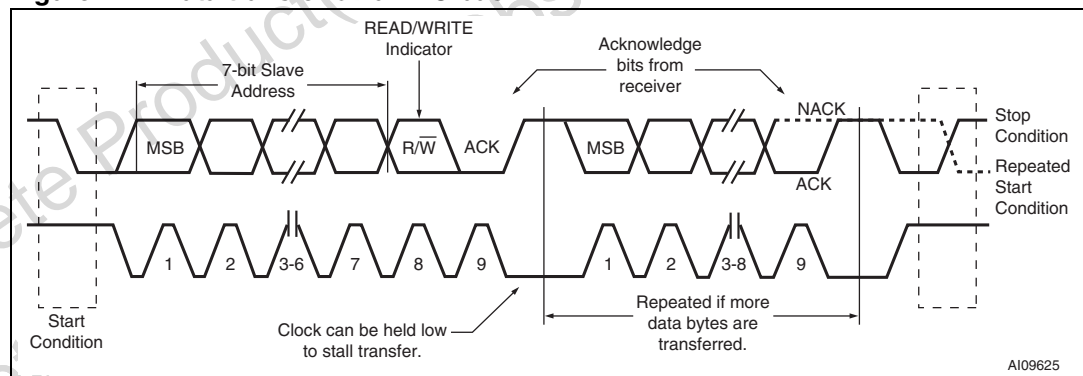 READ/WRITE
Indicator
Acknowledge
bits from
receiver
7-bit Slave
Address
NACK
Stop
Condition
MSB
R/W
ACK
MSB
ACK
Repeated
Start
Condition
1
2
3-6
7
8
9
1
2
3-8
9
Start
Condition
Clock can be held low
to stall transfer.
Repeated if more
data bytes are
transferred.
AI09625